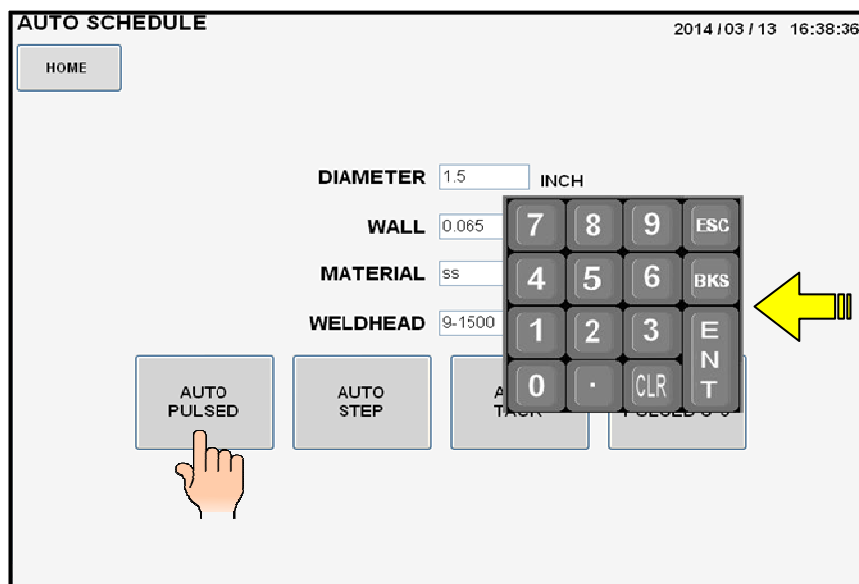 AUTO SCHEDULE
2014 / 03 / 13 16:38:36
HOME
DIAMETER 1.5 INCH
WALL 0.065
MATERIAL ss
WELDHEAD 9-1500
7 8 9 ESC
4 5 6 BKS
1 2 3 ENT
0 . CLR
AUTO
PULSED
AUTO
STEP